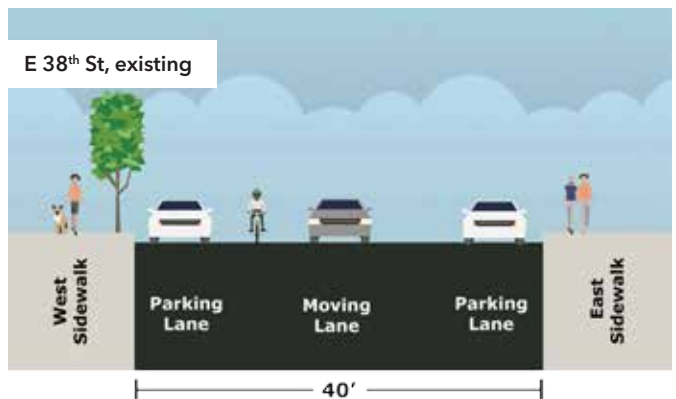 E 38th St, existing
West
Sidewalk
Parking
Lane
Moving
Lane
Parking
Lane
East
Sidewalk
40'